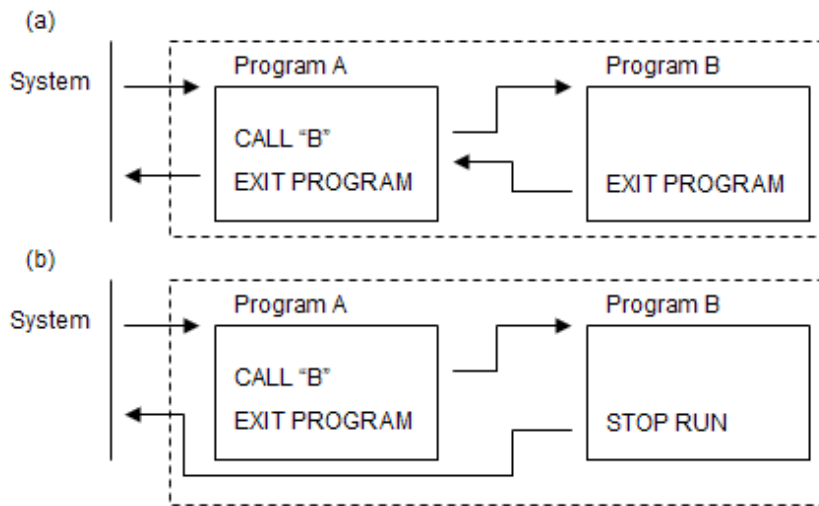 (a)
System
Program A
Program B
CALL “B”
EXIT PROGRAM
EXIT PROGRAM
(b)
System
Program A
Program B
CALL “B”
EXIT PROGRAM
STOP RUN